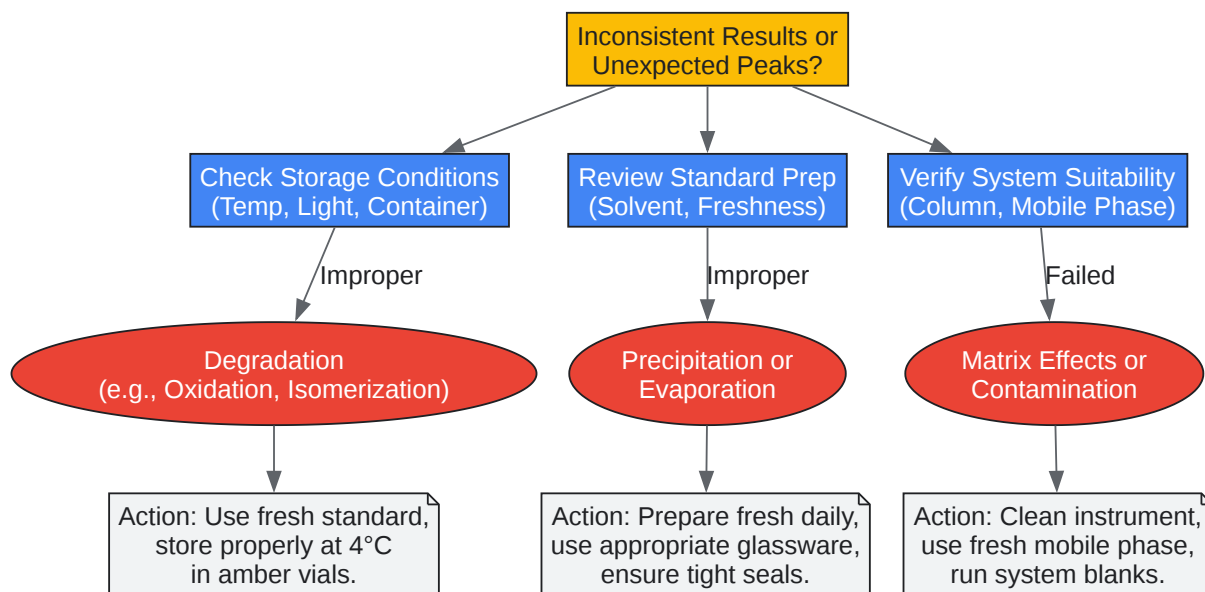 Inconsistent Results or
Unexpected Peaks?
Check Storage Conditions
(Temp, Light, Container)
Review Standard Prep
(Solvent, Freshness)
Verify System Suitability
(Column, Mobile Phase)
Improper
Improper
Failed
Degradation
(e.g., Oxidation, Isomerization)
Precipitation or
Evaporation
Matrix Effects or
Contamination
Action: Use fresh standard,
store properly at 4°C
in amber vials.
Action: Prepare fresh daily,
use appropriate glassware,
ensure tight seals.
Action: Clean instrument,
use fresh mobile phase,
run system blanks.